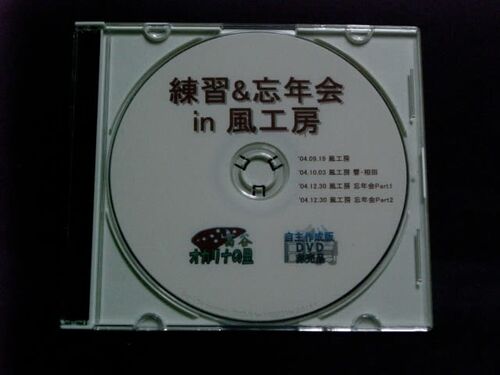 練習&忘年会
in 風工房
'04.09.19 風工房
'04.10.03 風工房 響・相田
'04.12.30 風工房 忘年会Part1
'04.12.30 風工房 忘年会Part2
オカリナの里
自主作成版
DVD
非売品